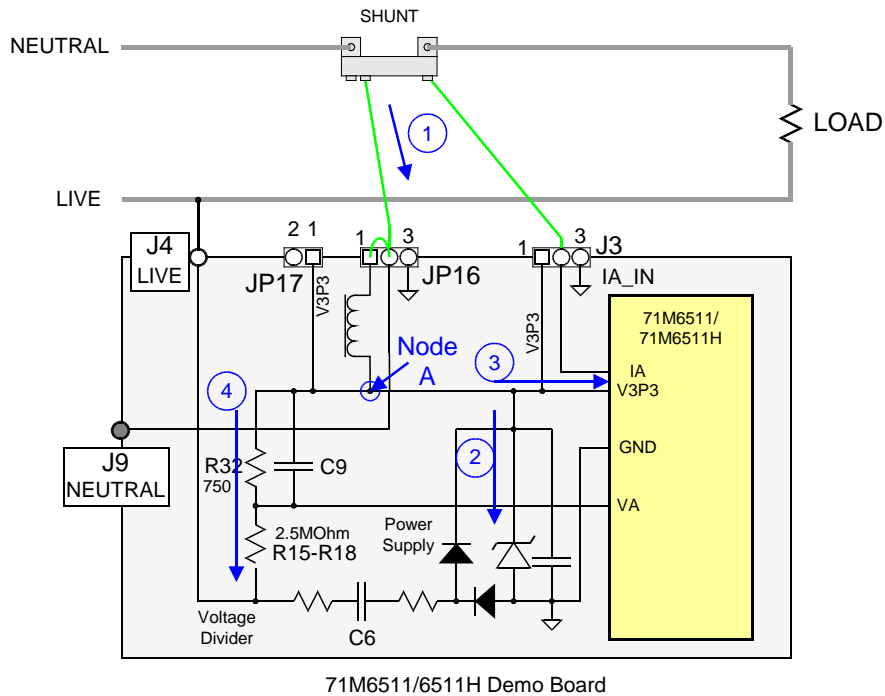 SHUNT
NEUTRAL
1
LOAD
LIVE
J4
LIVE
2 1
JP17
V3P3
1
3
JP16
1
3
J3
IA_IN
V3P3
71M6511/
71M6511H
Node
A
3
IA
V3P3
4
J9
NEUTRAL
R32
750
C9
2
GND
VA
2.5MOhm
R15-R18
Power
Supply
Voltage
Divider
C6
71M6511/6511H Demo Board